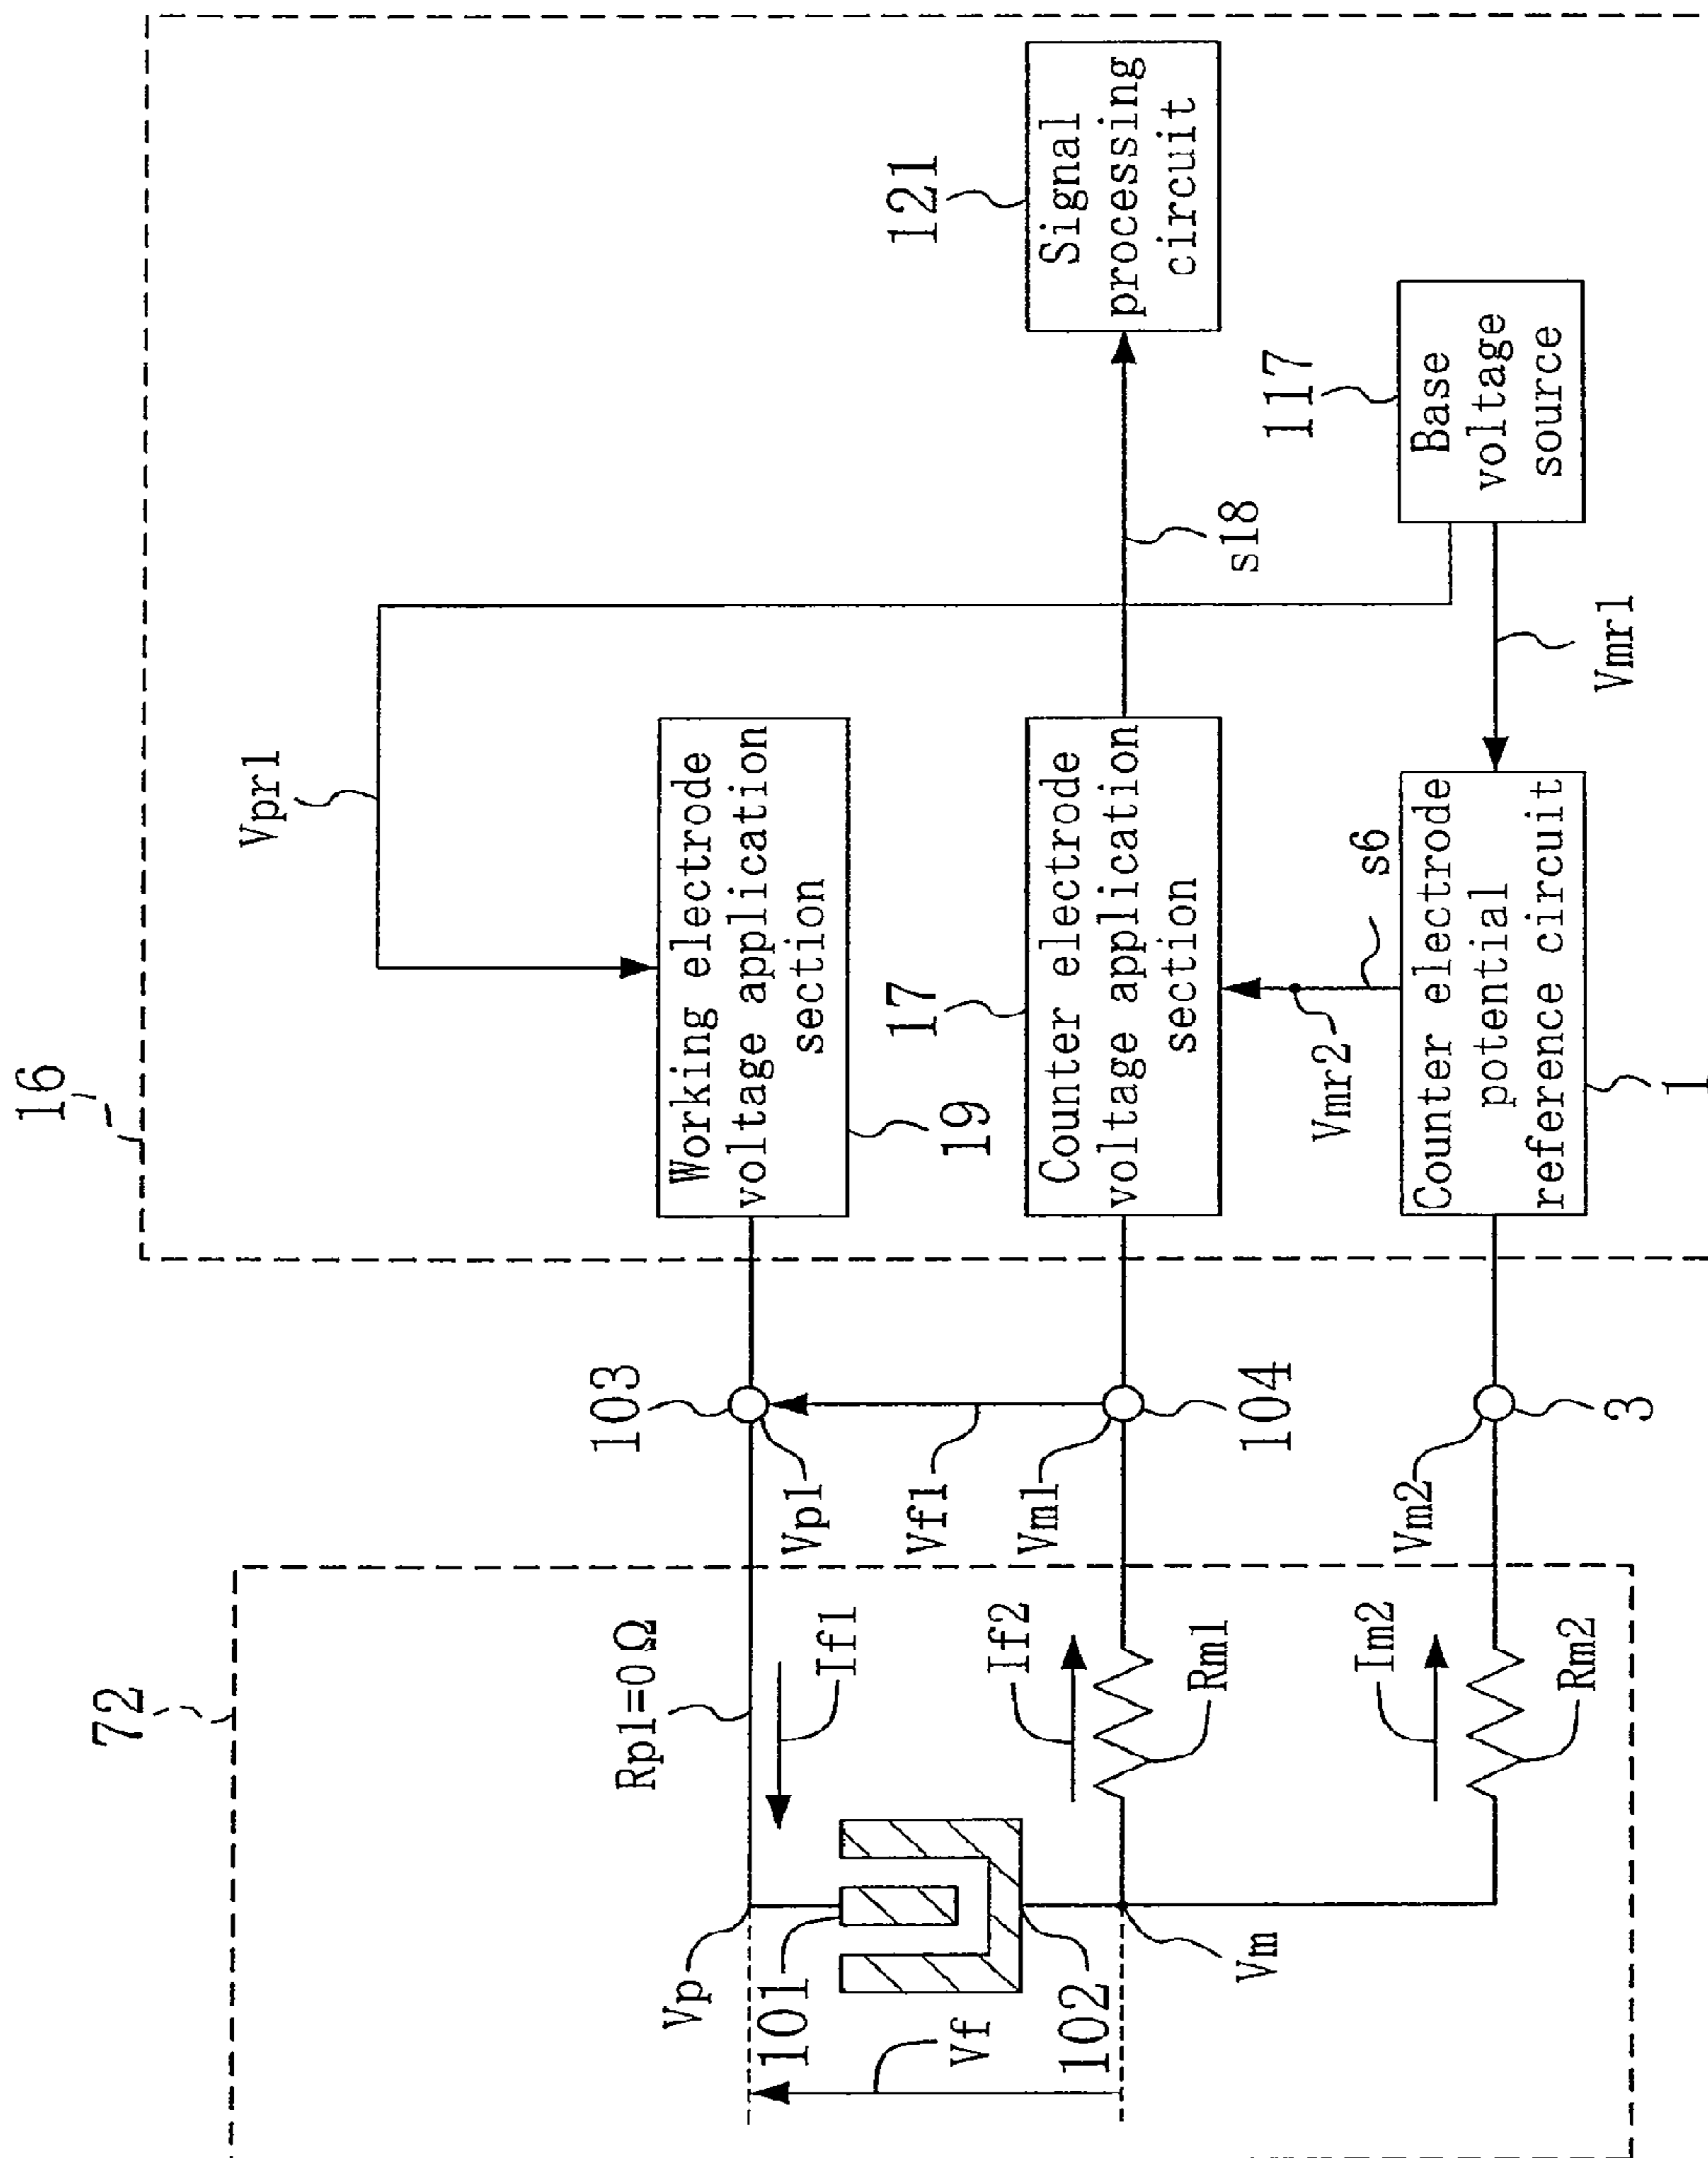 16
72
Vpr1
121
Signal
processing
circuit
117
Base
voltage
source
s18
Vmr1
Working electrode
voltage application
section
19
17
Counter electrode
voltage application
section
s6
Vmr2
Counter electrode
potential
reference circuit
1
103
Vp1
Vf1
Vm1
104
Vm2
3
Rp1=0Ω
If1
If2
Rm1
Im2
Rm2
Vp
101
Vf
102
Vm